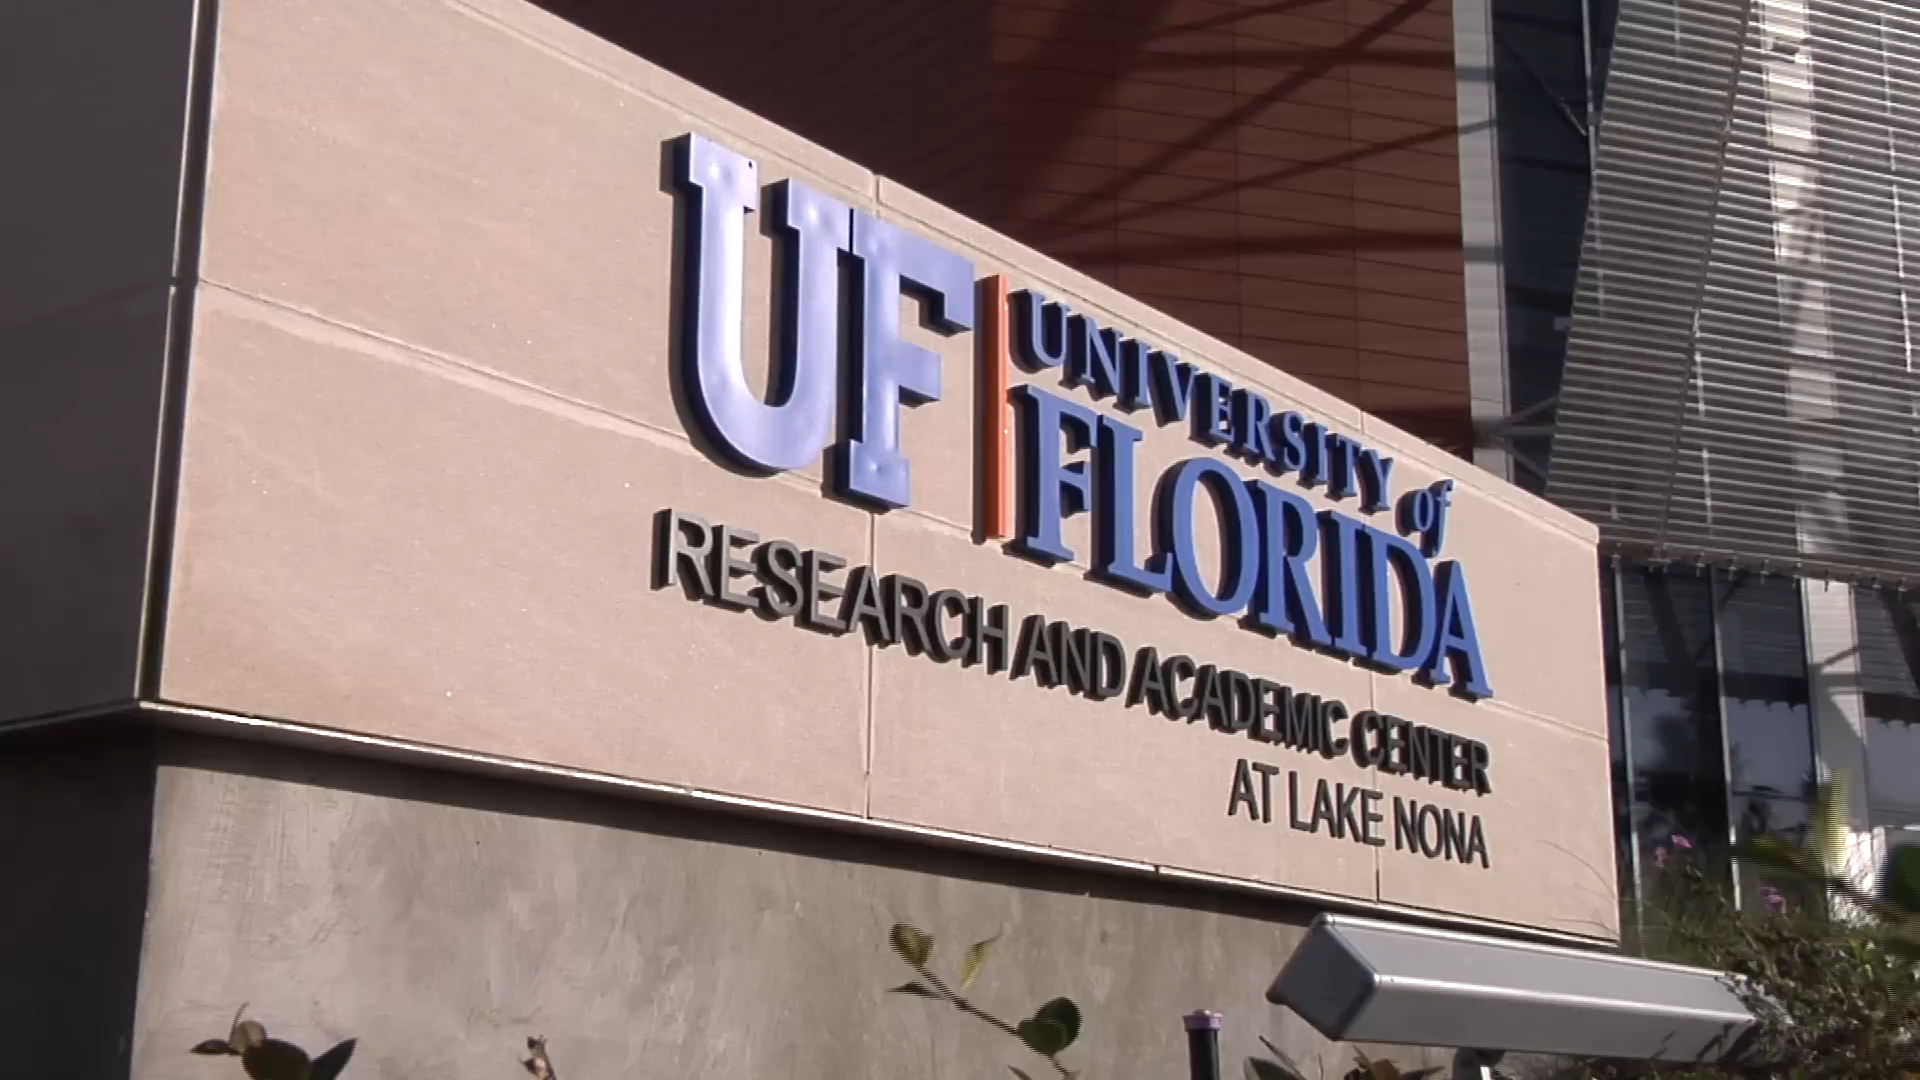 UF
UNIVERSITY of
FLORIDA
RESEARCH AND ACADEMIC CENTER
AT LAKE NONA